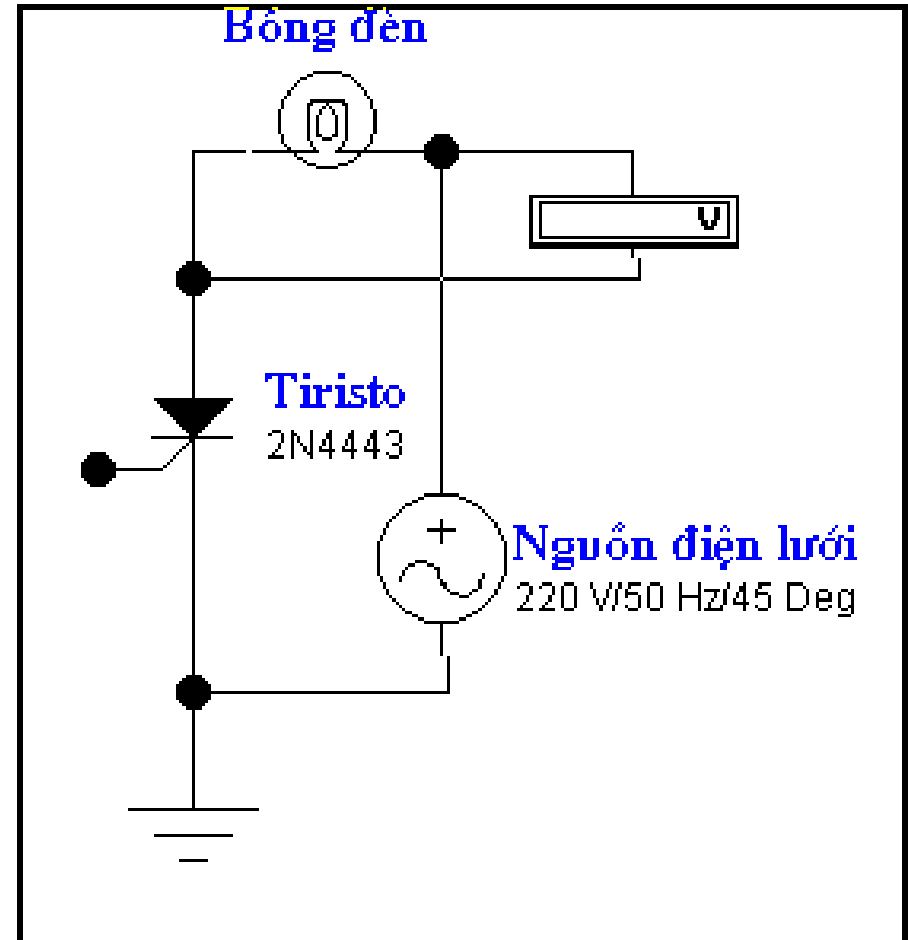 Bóng đèn
V
Tiristo
2N4443
Nguồn điện lưới
220 V/50 Hz/45 Deg